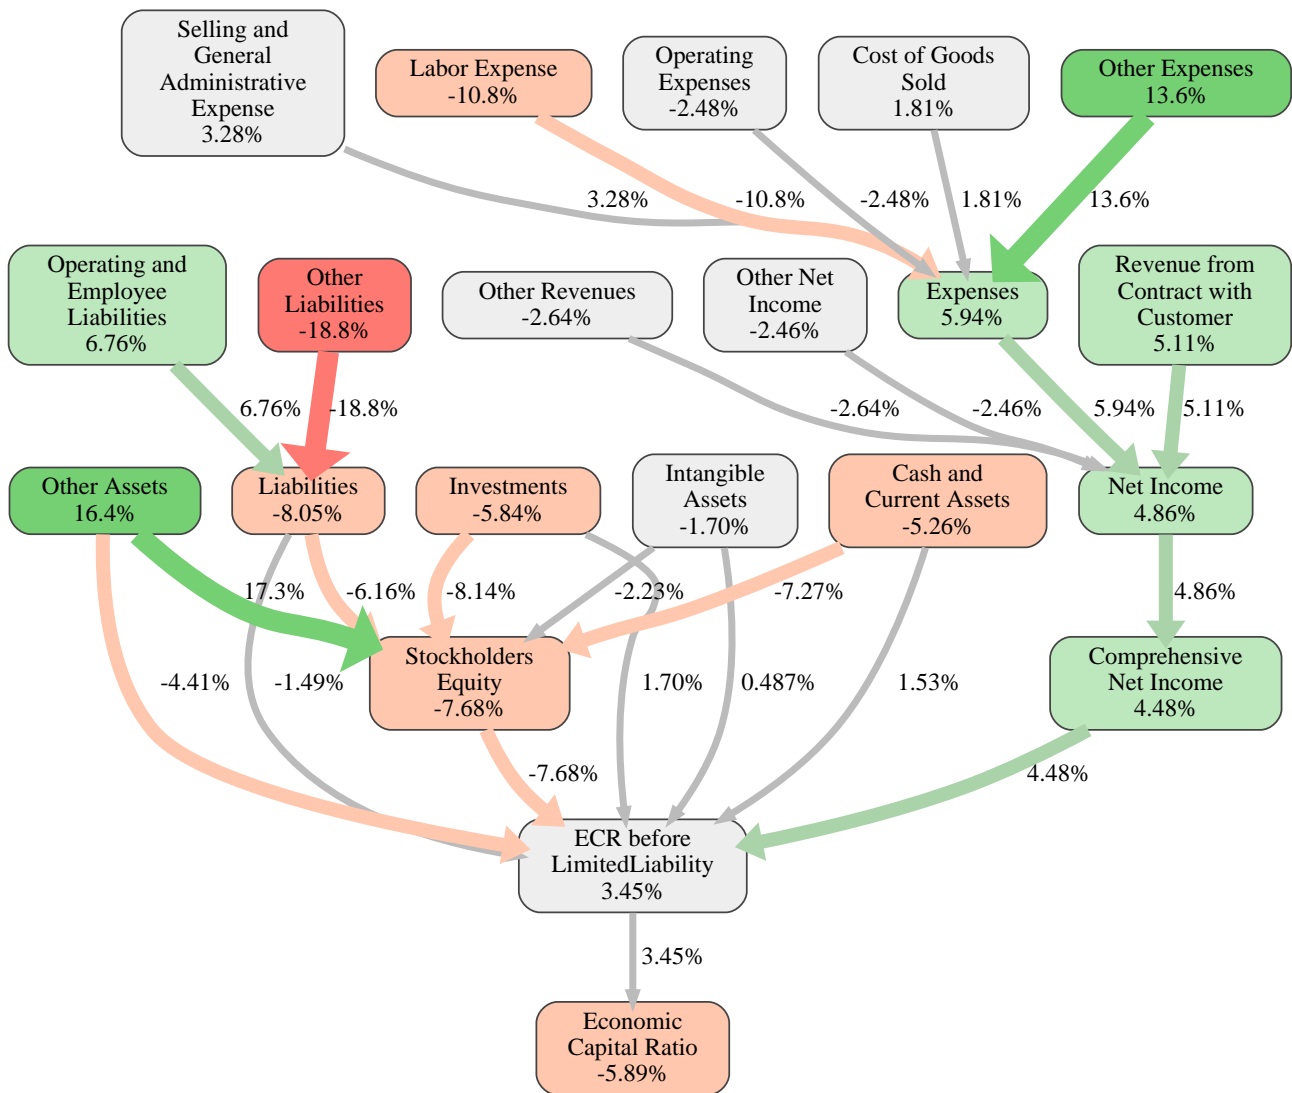 Selling and
General
Administrative
Expense
3.28%
Labor Expense
-10.8%
Operating
Expenses
-2.48%
Cost of Goods
Sold
1.81%
Other Expenses
13.6%
3.28%
-10.8%
-2.48%
1.81%
13.6%
Operating and
Employee
Liabilities
6.76%
Other
Liabilities
-18.8%
Other Revenues
-2.64%
Other Net
Income
-2.46%
Expenses
5.94%
Revenue from
Contract with
Customer
5.11%
6.76%
-18.8%
-2.64%
-2.46%
5.94%
5.11%
Other Assets
16.4%
Liabilities
-8.05%
Investments
-5.84%
Intangible
Assets
-1.70%
Cash and
Current Assets
-5.26%
Net Income
4.86%
17.3%
-6.16%
-8.14%
-2.23%
-7.27%
4.86%
Stockholders
Equity
-7.68%
Comprehensive
Net Income
4.48%
-4.41%
-1.49%
1.70%
0.487%
1.53%
-7.68%
4.48%
ECR before
LimitedLiability
3.45%
3.45%
Economic
Capital Ratio
-5.89%